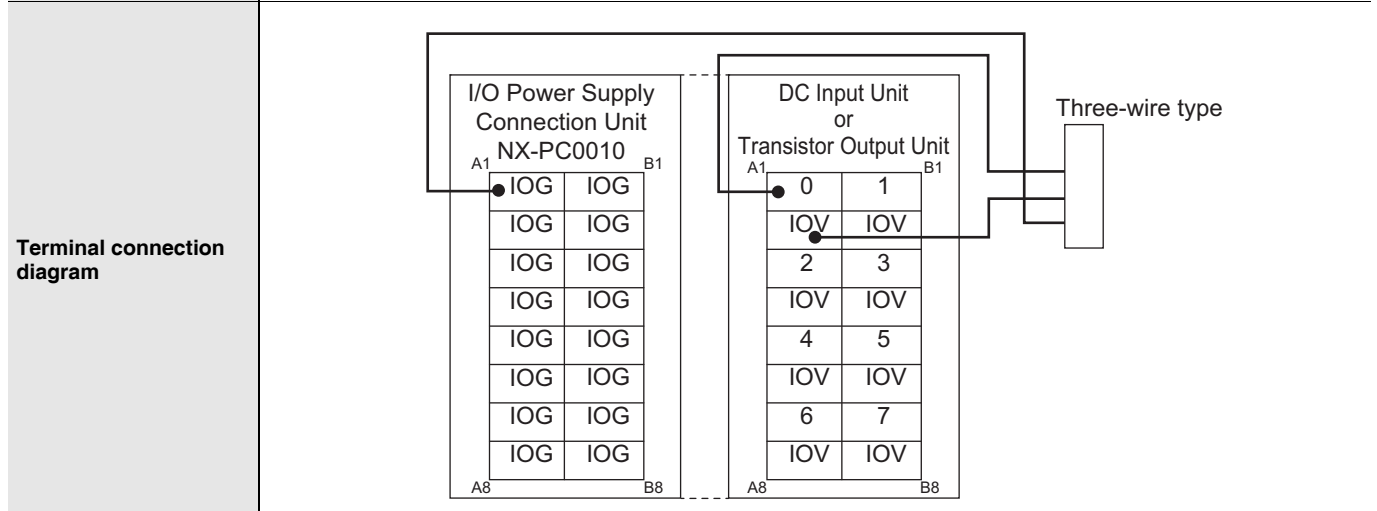 Terminal connection
diagram
I/O Power Supply
Connection Unit
NX-PC0010
A1 B1
IOG IOG
IOG IOG
IOG IOG
IOG IOG
IOG IOG
IOG IOG
IOG IOG
IOG IOG
A8 B8
DC Input Unit
or
Transistor Output Unit
A1 B1
0 1
IOV IOV
2 3
IOV IOV
4 5
IOV IOV
6 7
IOV IOV
A8 B8
Three-wire type